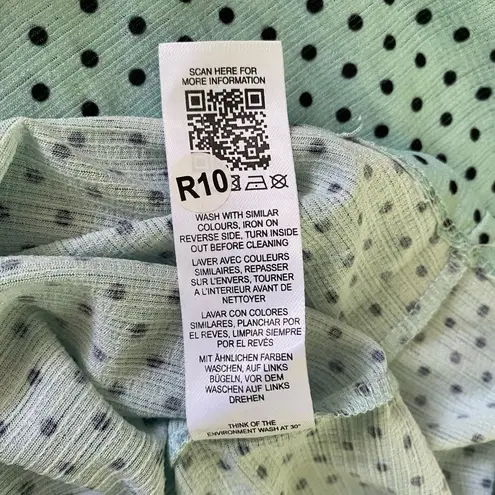 SCAN HERE FOR
MORE INFORMATION
R10
WASH WITH SIMILAR
COLOURS, IRON ON
REVERSE SIDE, TURN INSIDE
OUT BEFORE CLEANING
LAVER AVEC COULEURS
SIMILAIRES, REPASSER
SUR L'ENVERS, TOURNER
A L'INTERIEUR AVANT DE
NETTOYER
LAVAR CON COLORES
SIMILARES, PLANCHAR POR
EL REVES, LIMPIAR SIEMPRE
POR EL REVÉS
MIT ÄHNLICHEN FARBEN
WASCHEN, AUF LINKS
BÜGELN, VOR DEM
WASCHEN AUF LINKS
DREHEN
THINK OF THE
ENVIRONMENT WASH AT 30°